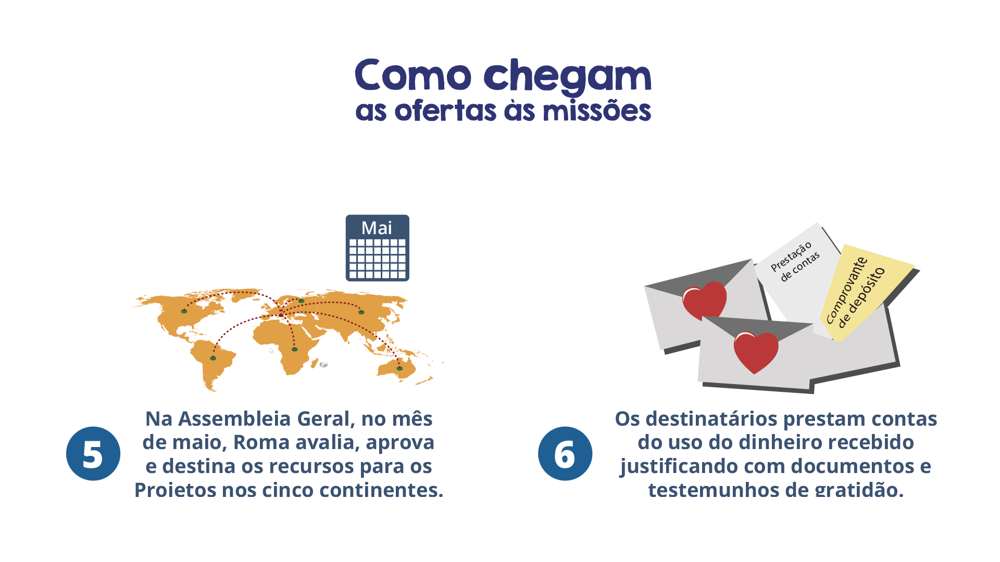 Como chegam
as ofertas às missões
Mai
Prestação
de contas
Comprovante
de depósito
5
Na Assembleia Geral, no mês
de maio, Roma avalia, aprova
e destina os recursos para os
Projetos nos cinco continentes.
6
Os destinatários prestam contas
do uso do dinheiro recebido
justificando com documentos e
testemunhos de gratidão.